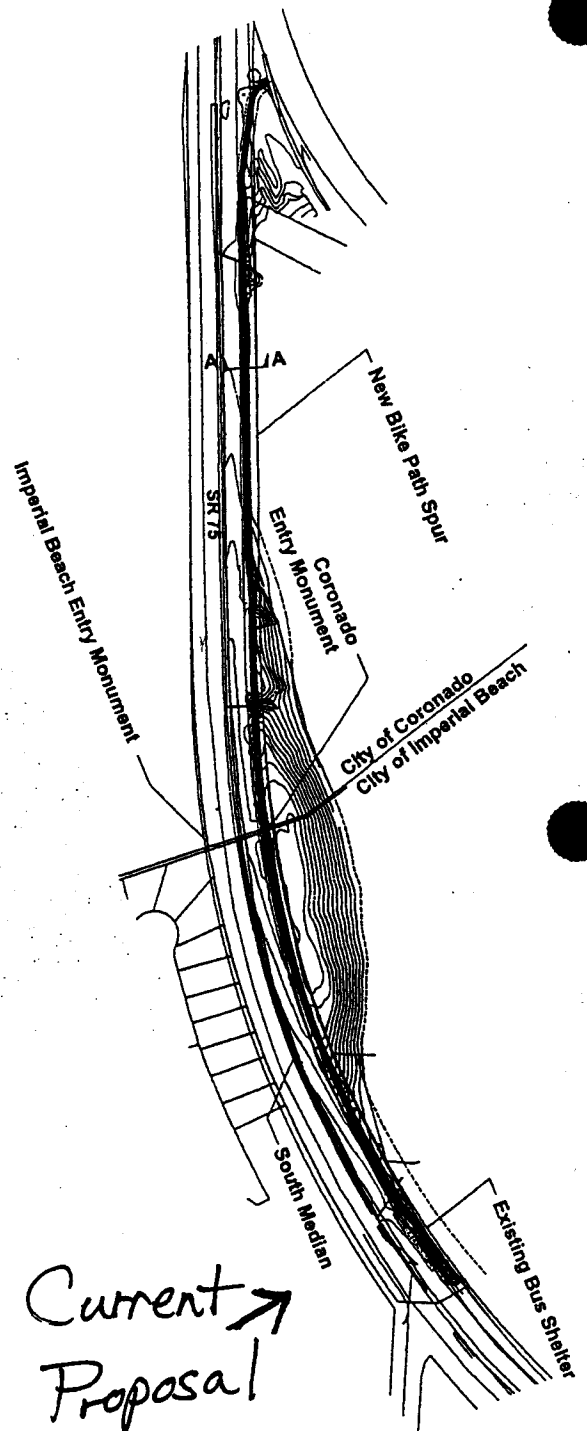 A A
New Bike Path Spur
SR 75
Coronado
Entry Monument
Imperial Beach Entry Monument
City of Coronado
City of Imperial Beach
South Median
Existing Bus Shelter
Current
Proposal